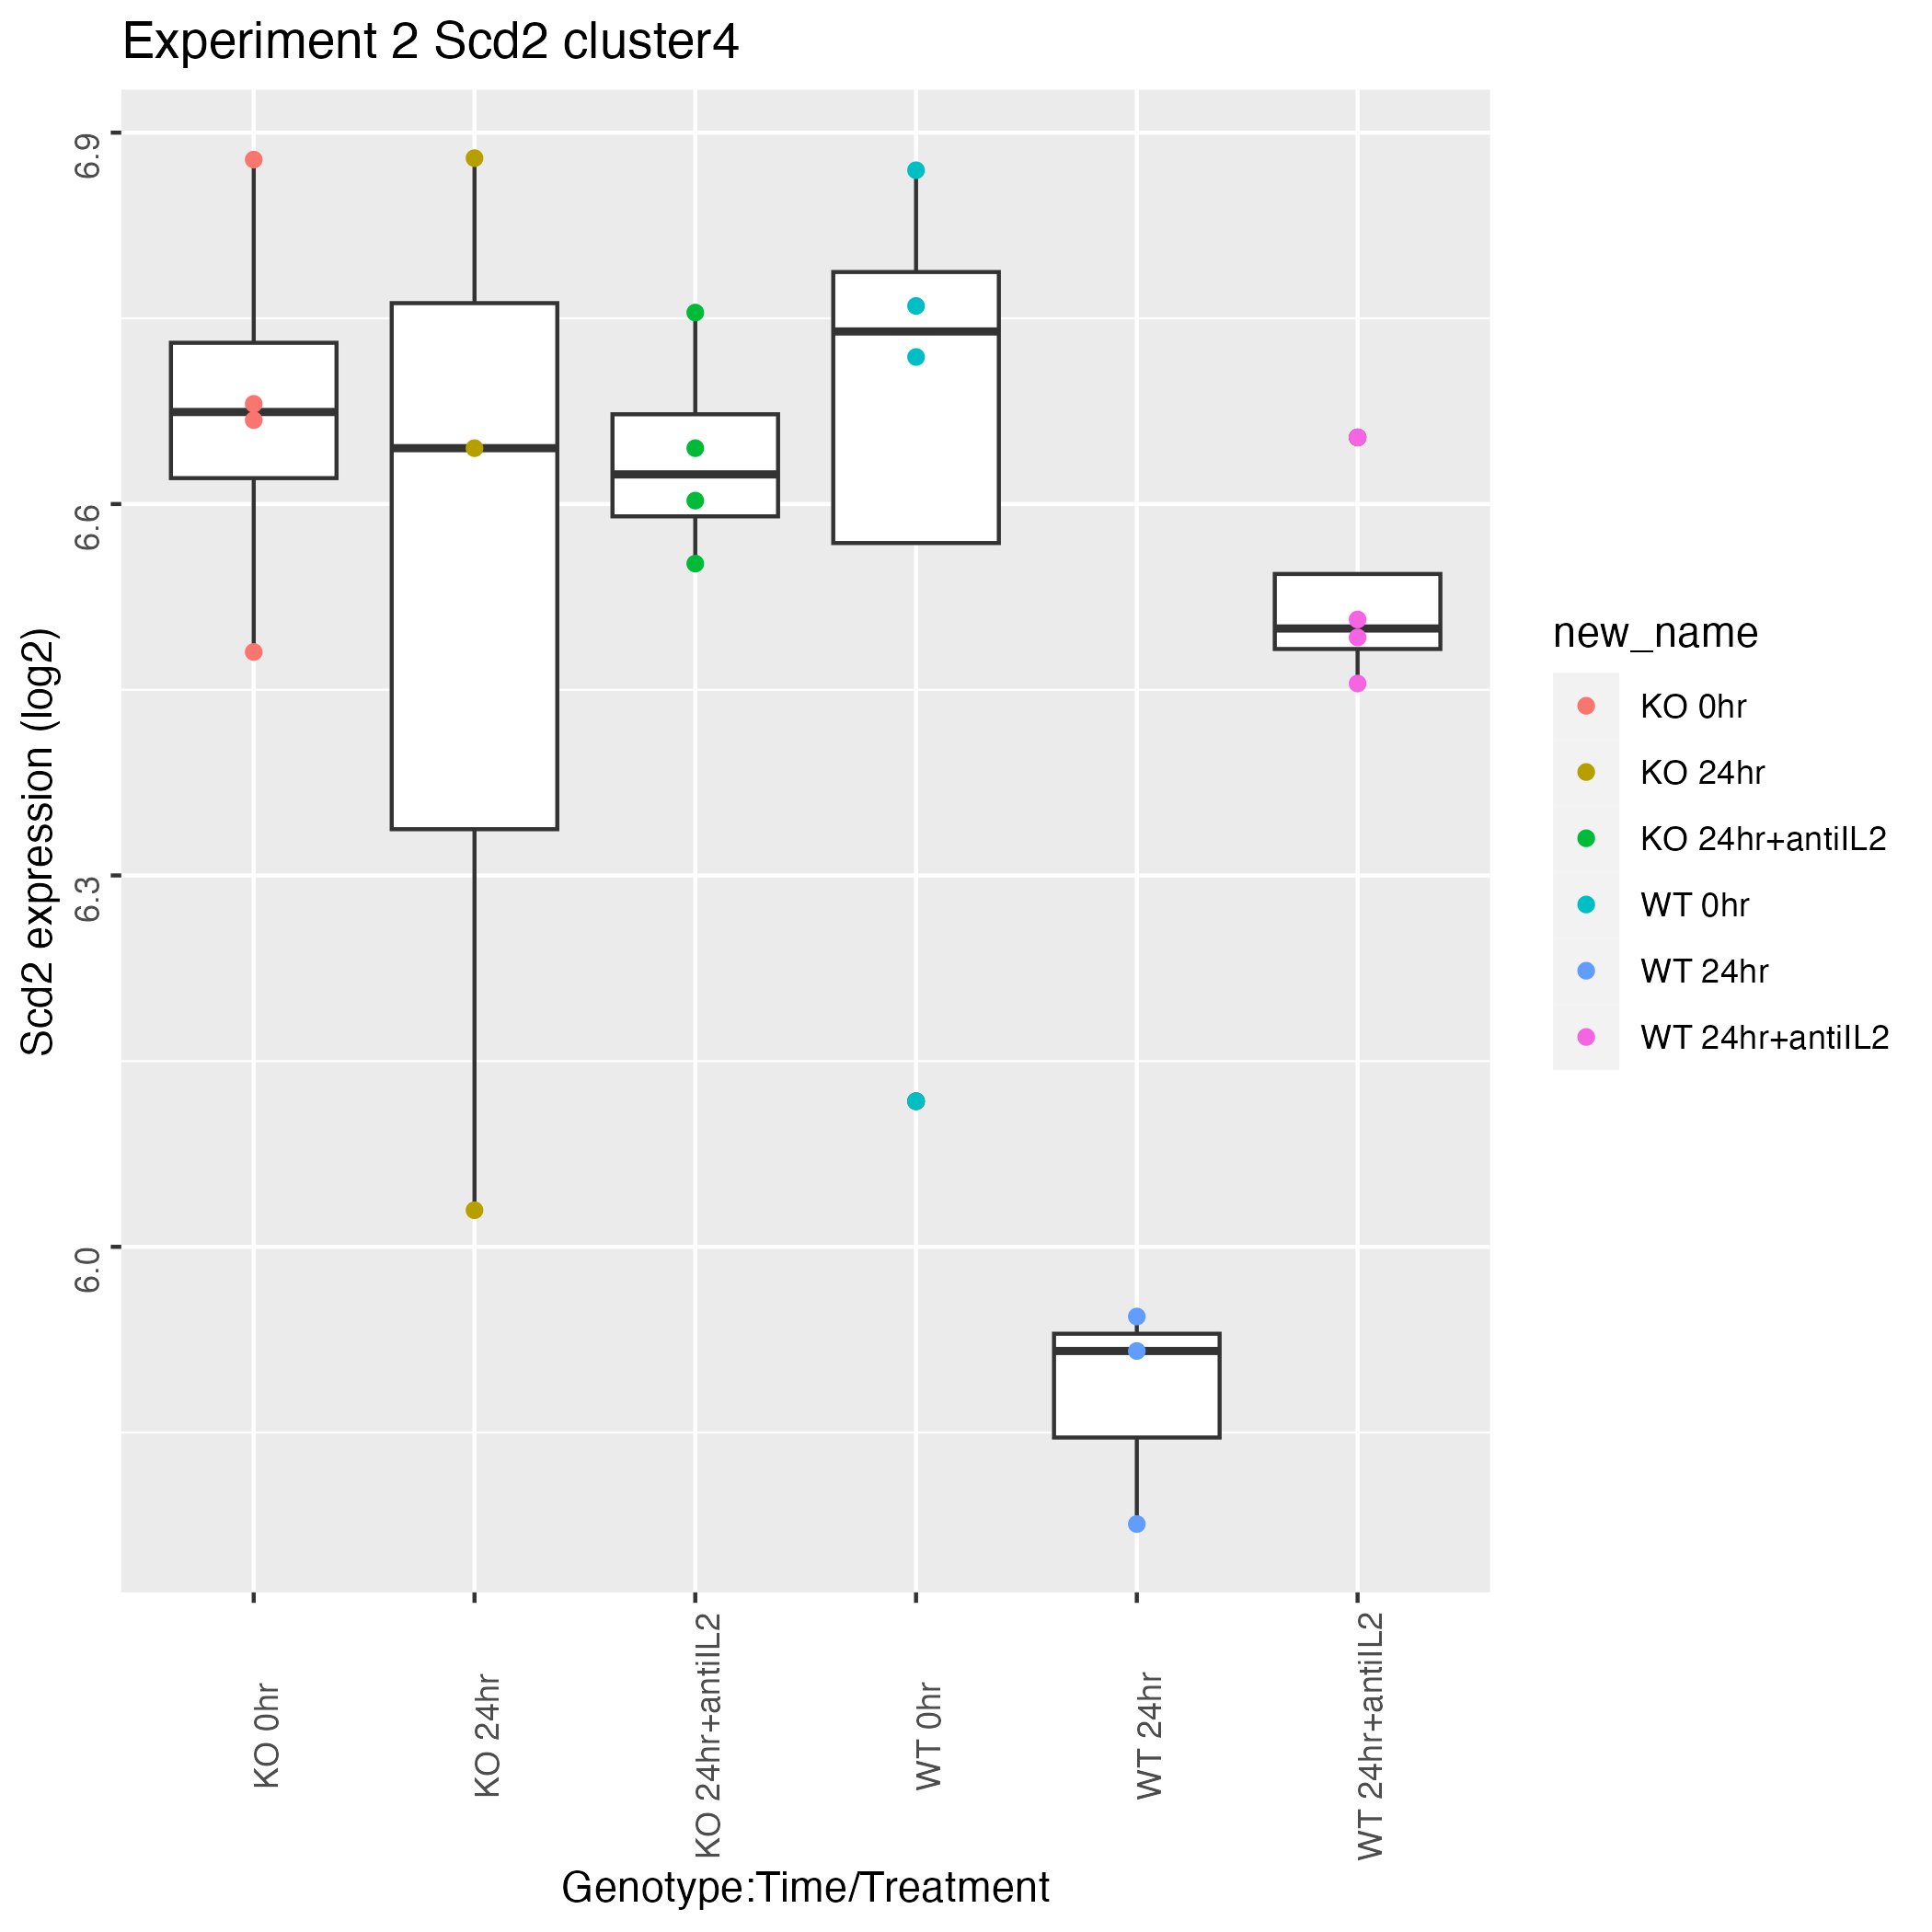 Experiment 2 Scd2 cluster4
6.9
6.6
6.3
6.0
Scd2 expression (log2)
KO 0hr
KO 24hr
KO 24hr+antiIL2
WT 0hr
WT 24hr
WT 24hr+antiIL2
Genotype:Time/Treatment
new_name
KO 0hr
KO 24hr
KO 24hr+antiIL2
WT 0hr
WT 24hr
WT 24hr+antiIL2